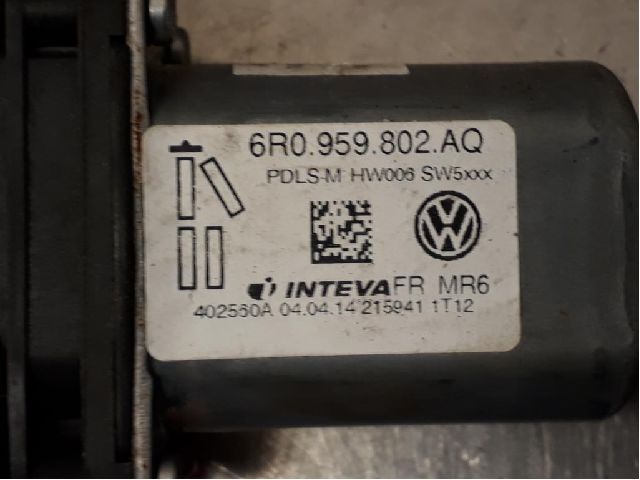 6R0.959.802.AQ
PDLS-M HW006 SW5xxx
INTEVA FR MR6
402560A 04.04.14 215941 1T12